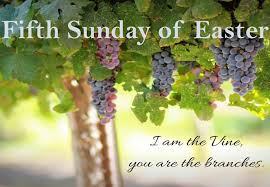 Fifth Sunday of Easter
I am the Vine,
you are the branches.